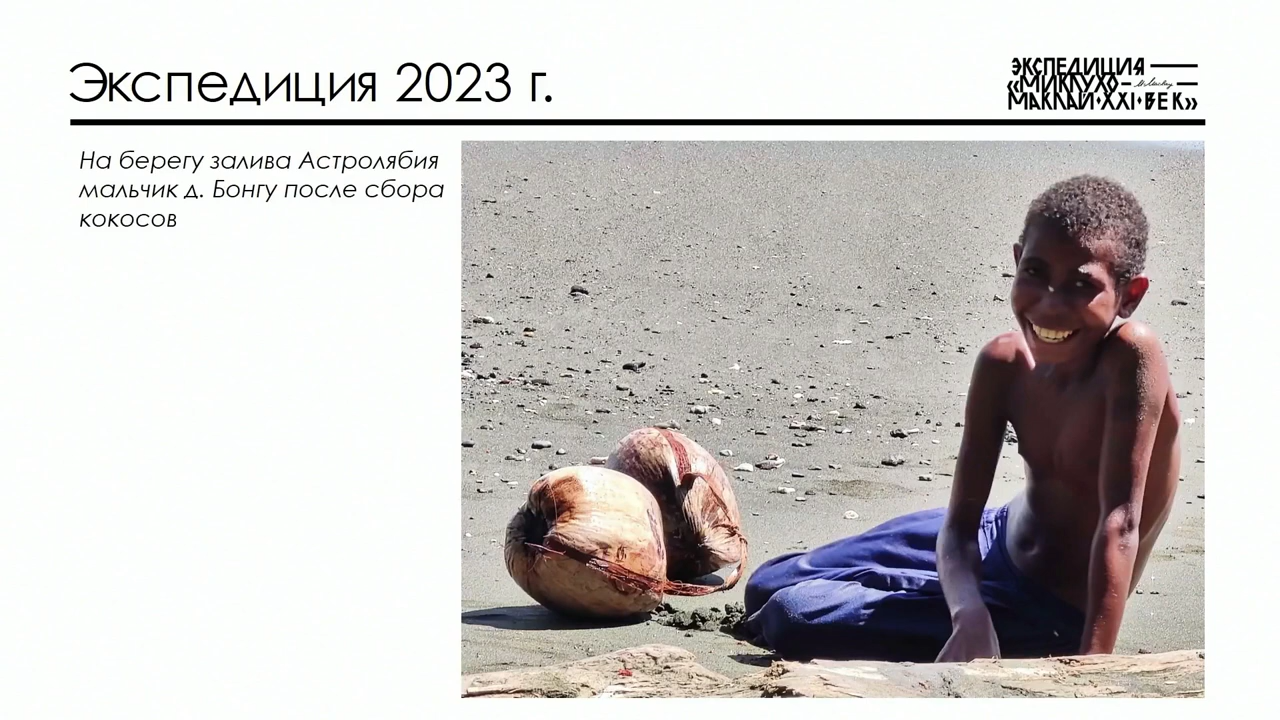 Экспедиция 2023 г.
ЭКСПЕДИЦИЯ
«МИКЛУХО-
МАКЛАЙ·XXI·ВЕК»
На берегу залива Астролябия
мальчик д. Бонгу после сбора
кокосов